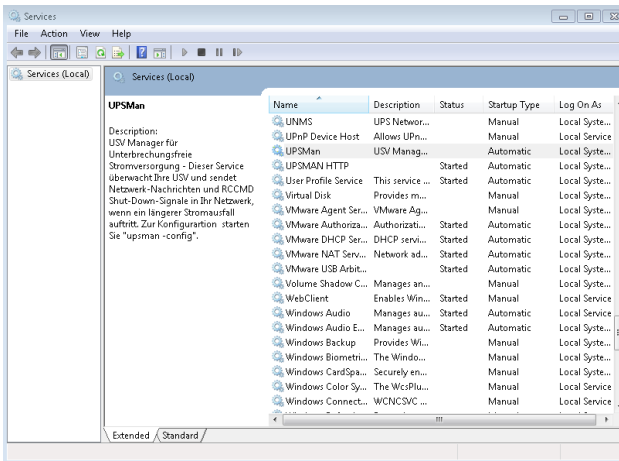 Services
File Action View Help
Services (Local)
Services (Local)
UPSMan
Description:
USV Manager für
Unterbrechungsfreie
Stromversorgung - Dieser Service
überwacht Ihre USV und sendet
Netzwerk-Nachrichten und RCCMD
Shut-Down-Signale in Ihr Netzwerk,
wenn ein längerer Stromausfall
auftritt. Zur Konfigurartion starten
Sie "upsman -config".
Name Description Status Startup Type Log On As
UNMS UPS Networ... Manual Local Syste...
UPnP Device Host Allows UPn... Manual Local Service
UPSMan USV Manag... Automatic Local Syste...
UPSMAN HTTP Started Automatic Local Syste...
User Profile Service This service ... Started Automatic Local Syste...
Virtual Disk Provides m... Manual Local Syste...
VMware Agent Ser... VMware Ag... Manual Local Syste...
VMware Authoriza... Authorizati... Started Automatic Local Syste...
VMware DHCP Ser... DHCP servi... Started Automatic Local Syste...
VMware NAT Serv... Network ad... Started Automatic Local Syste...
VMware USB Arbit... Started Automatic Local Syste...
Volume Shadow C... Manages an... Manual Local Syste...
WebClient Enables Win... Started Manual Local Service
Windows Audio Manages au... Started Automatic Local Service
Windows Audio E... Manages au... Started Automatic Local Syste...
Windows Backup Provides Wi... Manual Local Syste...
Windows Biometri... The Windo... Manual Local Syste...
Windows CardSpa... Securely en... Manual Local Syste...
Windows Color Sy... The WcsPlu... Manual Local Service
Windows Connect... WCNCSVC ... Manual Local Service
Extended Standard